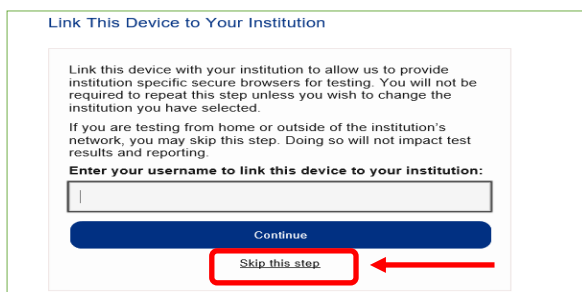 Link This Device to Your Institution
Link this device with your institution to allow us to provide
institution specific secure browsers for testing. You will not be
required to repeat this step unless you wish to change the
institution you have selected.
If you are testing from home or outside of the institution's
network, you may skip this step. Doing so will not impact test
results and reporting.
Enter your username to link this device to your institution:
Continue
Skip this step